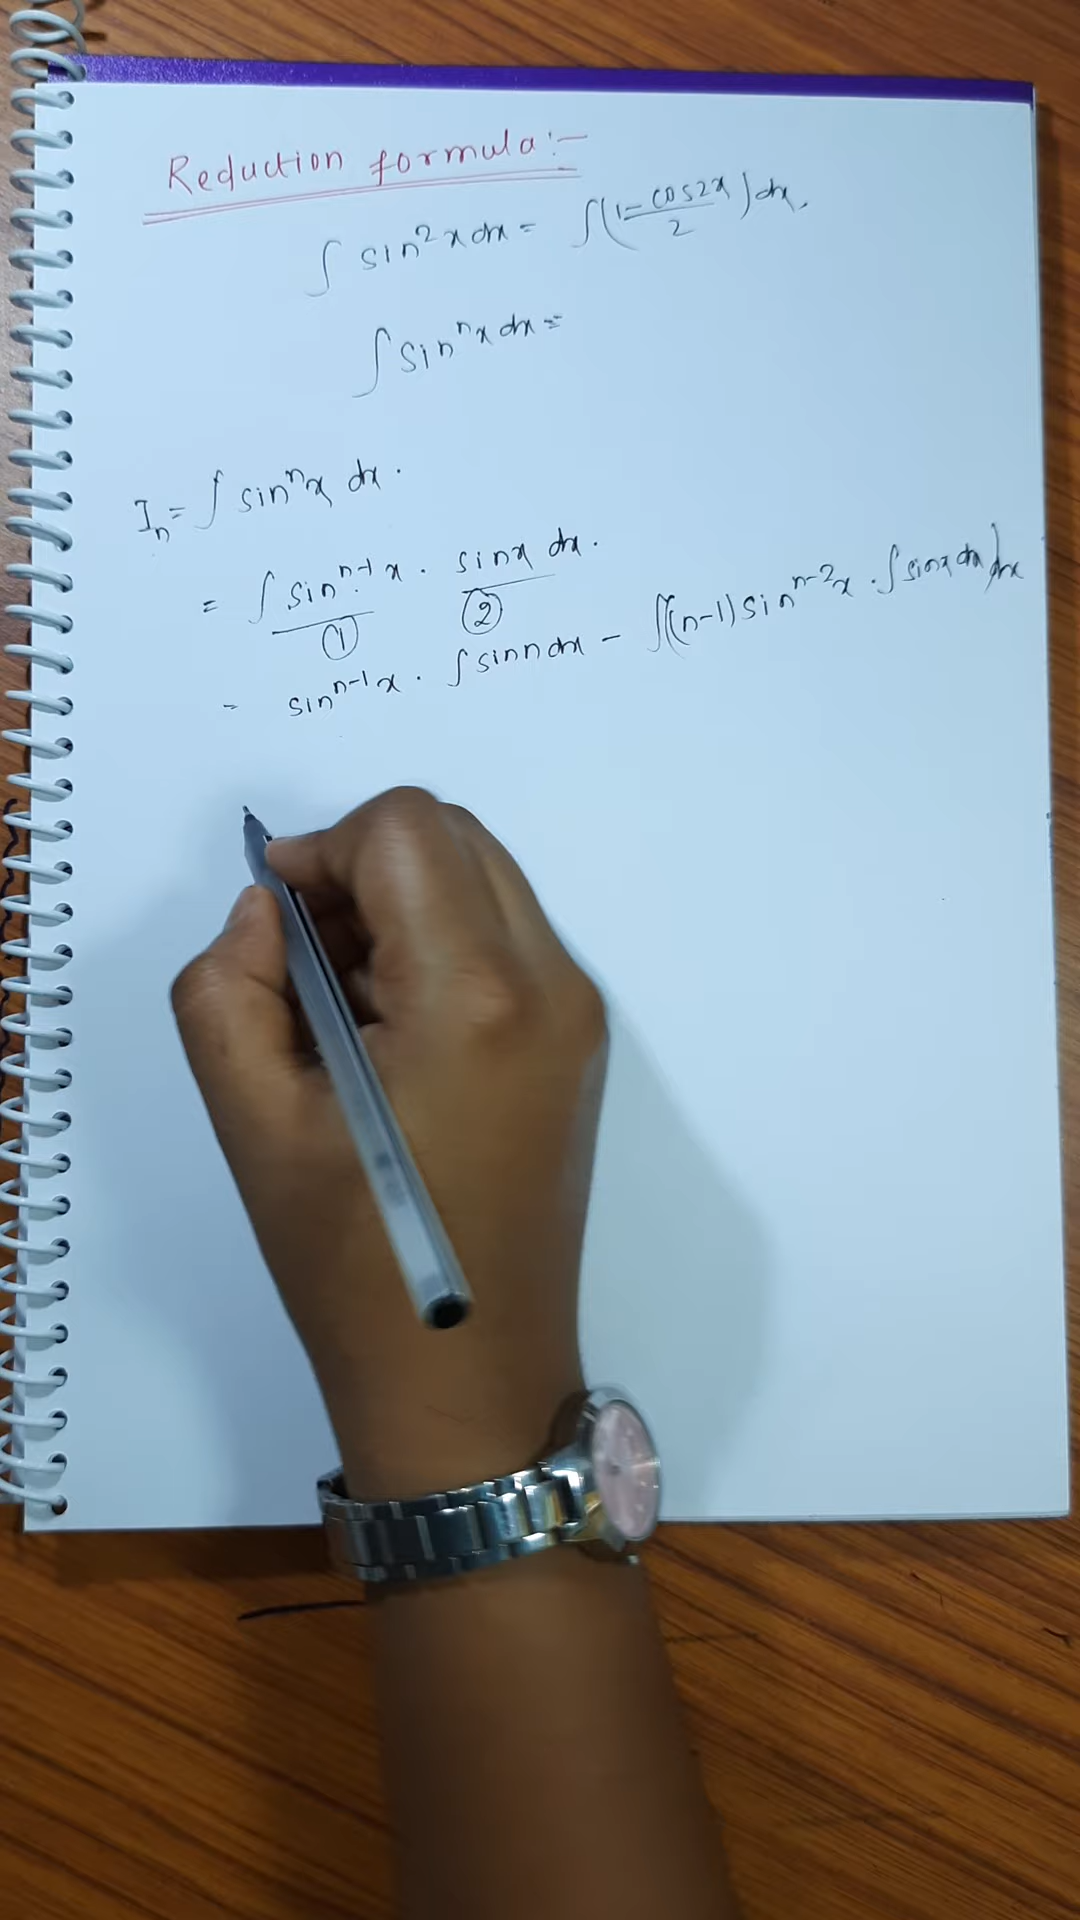 Reduction formula:-
∫ sin²x dx = ∫(1-cos2x/2)dx.
∫ sinⁿx dx =
Iₙ = ∫ sinⁿx dx.
= ∫ sinⁿ⁻¹x . sinx dx.
① ②
= sinⁿ⁻¹x . ∫ sinn dx - ∫((n-1) sinⁿ⁻²x . ∫ sinx dx)dx